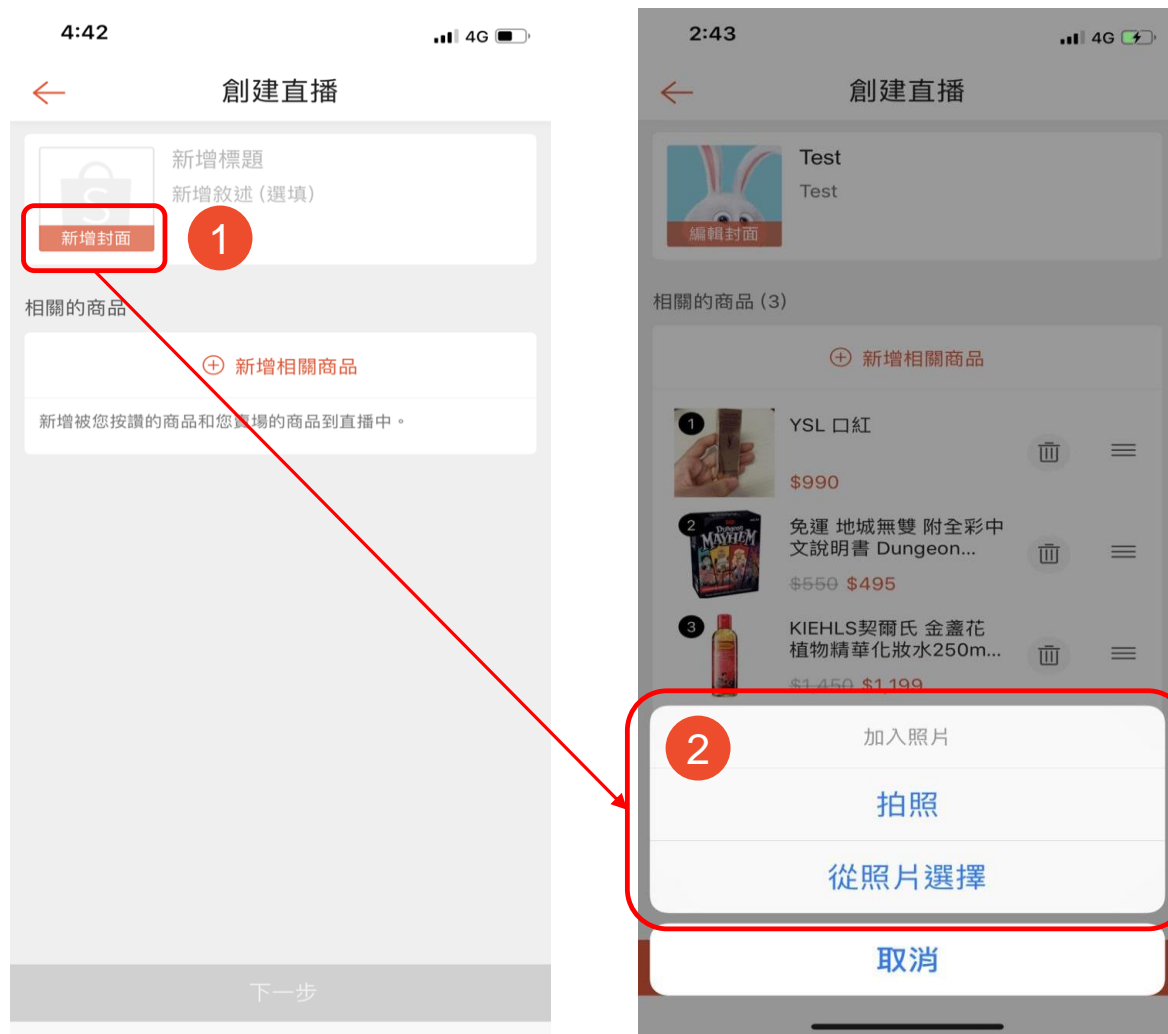 4:42
4G
創建直播
新增標題
新增敘述 (選填)
新增封面
1
相關的商品
新增相關商品
新增被您按讚的商品和您賣場的商品到直播中。
下一步
2:43
4G
創建直播
Test
Test
編輯封面
相關的商品 (3)
新增相關商品
1
YSL 口紅
$990
2
免運 地城無雙 附全彩中
文說明書 Dungeon...
$550 $495
Dungeon
MAYHEM
3
KIEHLS契爾氏 金盞花
植物精華化妝水250m...
$1,450 $1,199
2
加入照片
拍照
從照片選擇
取消